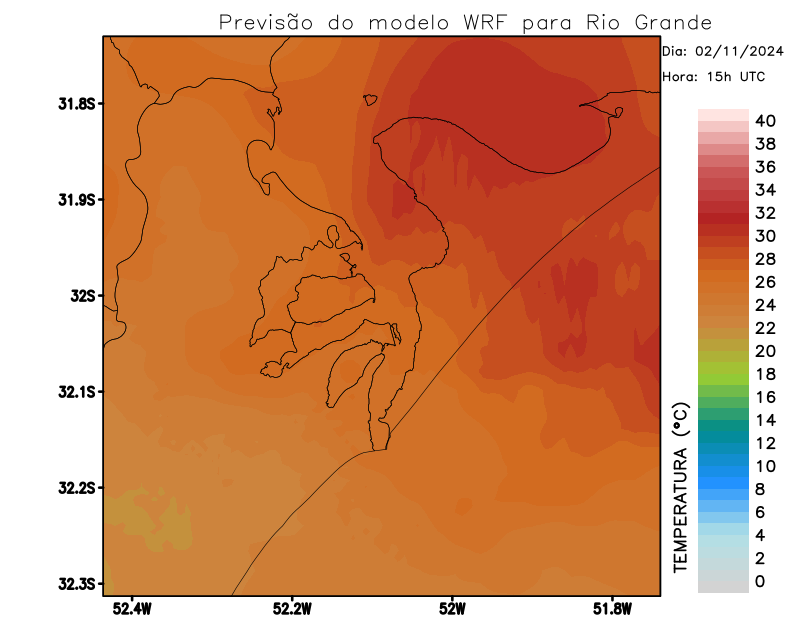 Previsão do modelo WRF para Rio Grande
Dia: 02/11/2024
Hora: 15h UTC
31.8S
31.9S
32S
32.1S
32.2S
32.3S
52.4W
52.2W
52W
51.8W
TEMPERATURA (°C)
40
38
36
34
32
30
28
26
24
22
20
18
16
14
12
10
8
6
4
2
0